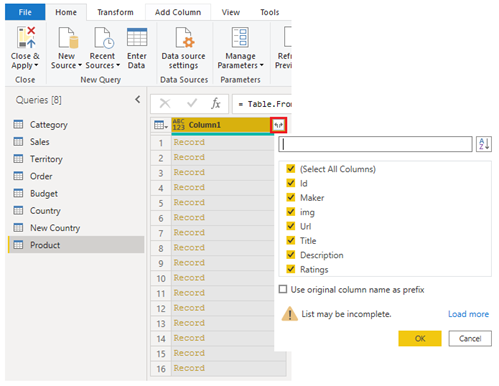 File Home Transform Add Column View Tools
Close & Apply New Source Recent Sources Enter Data Data source settings Manage Parameters Refr Previ
Close New Query Data Sources Parameters
Queries [8]
= Table.Fro
Cattegory
Sales
Territory
Order
Budget
Country
New Country
Product
ABC 123 Column1
1 Record
2 Record
3 Record
4 Record
5 Record
6 Record
7 Record
8 Record
9 Record
10 Record
11 Record
12 Record
13 Record
14 Record
15 Record
16 Record
A Z
(Select All Columns)
Id
Maker
img
Url
Title
Description
Ratings
Use original column name as prefix
List may be incomplete. Load more
OK Cancel